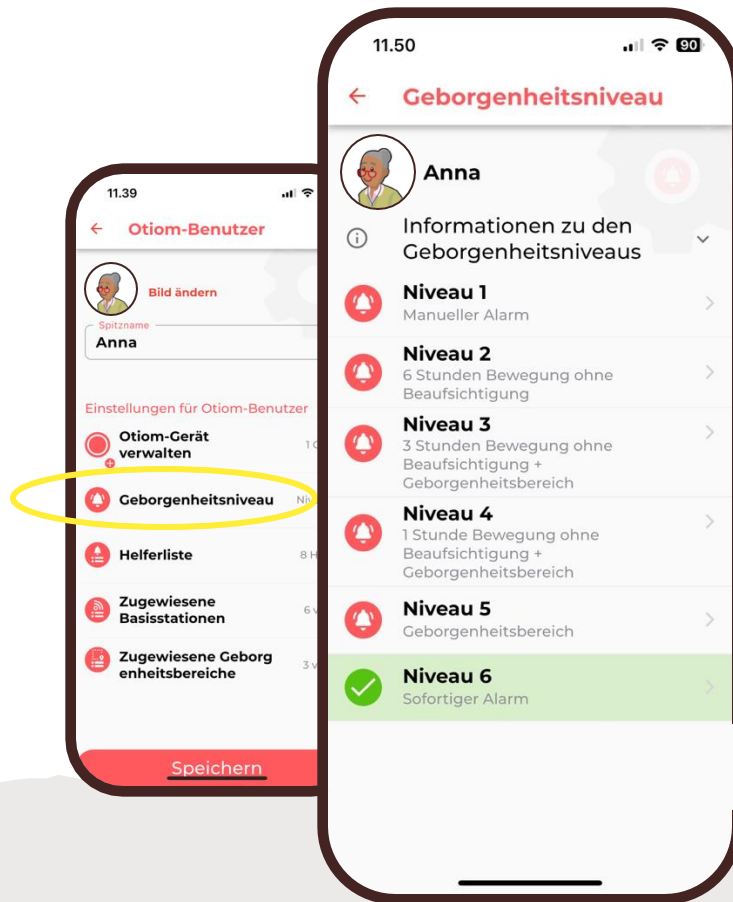 11.39
Otiom-Benutzer
Bild ändern
Spitzname
Anna
Einstellungen für Otiom-Benutzer
Otiom-Gerät
verwalten
Geborgenheitsniveau
Helferliste
8 H
Zugewiesene
Basisstationen
6 v
Zugewiesene Geborg
enheitsbereiche
3 v
Speichern
11.50
90
Geborgenheitsniveau
Anna
Informationen zu den
Geborgenheitsniveaus
Niveau 1
Manueller Alarm
Niveau 2
6 Stunden Bewegung ohne
Beaufsichtigung
Niveau 3
3 Stunden Bewegung ohne
Beaufsichtigung +
Geborgenheitsbereich
Niveau 4
1 Stunde Bewegung ohne
Beaufsichtigung +
Geborgenheitsbereich
Niveau 5
Geborgenheitsbereich
Niveau 6
Sofortiger Alarm